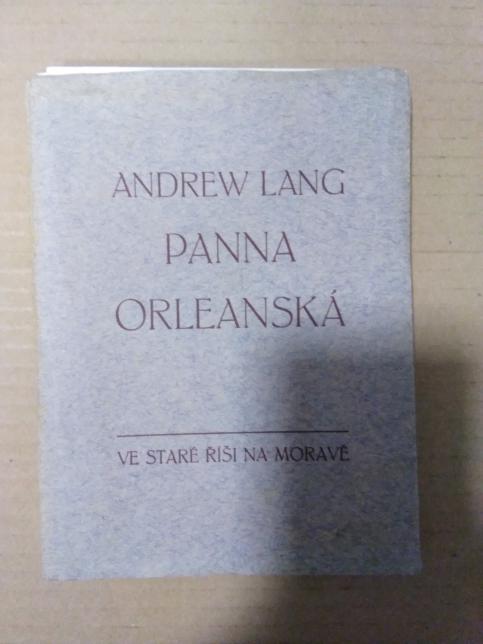 ANDREW LANG
PANNA
ORLEANSKÁ
VE STARÉ ŘÍŠI NA MORAVĚ